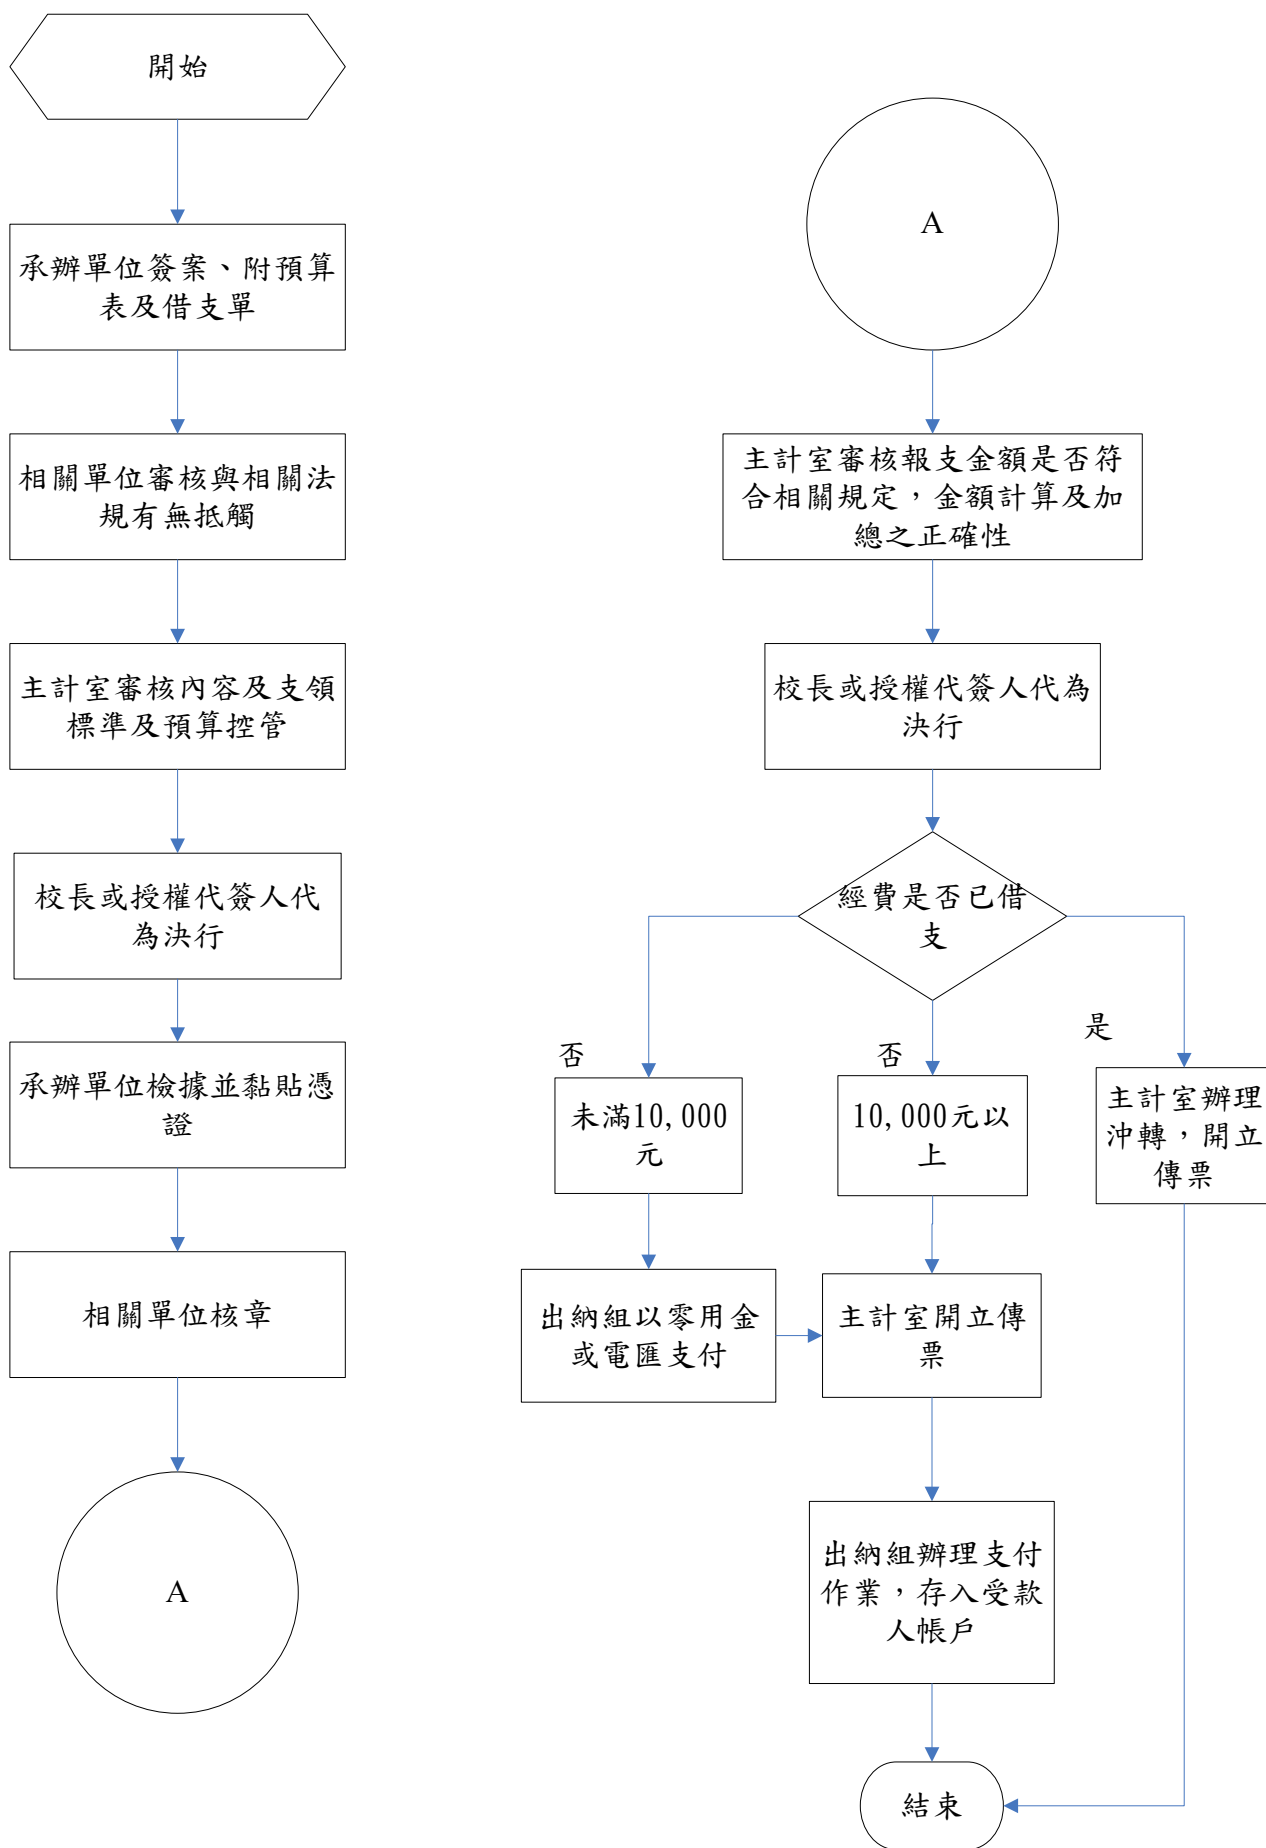 開始
承辦單位簽案、附預算
表及借支單
相關單位審核與相關法
規有無抵觸
主計室審核內容及支領
標準及預算控管
校長或授權代簽人代
為決行
承辦單位檢據並黏貼憑
證
相關單位核章
A
A
主計室審核報支金額是否符
合相關規定，金額計算及加
總之正確性
校長或授權代簽人代為
決行
經費是否已借
支
否
否
是
未滿10,000
元
10,000元以
上
主計室辦理
沖轉，開立
傳票
出納組以零用金
或電匯支付
主計室開立傳
票
出納組辦理支付
作業，存入受款
人帳戶
結束